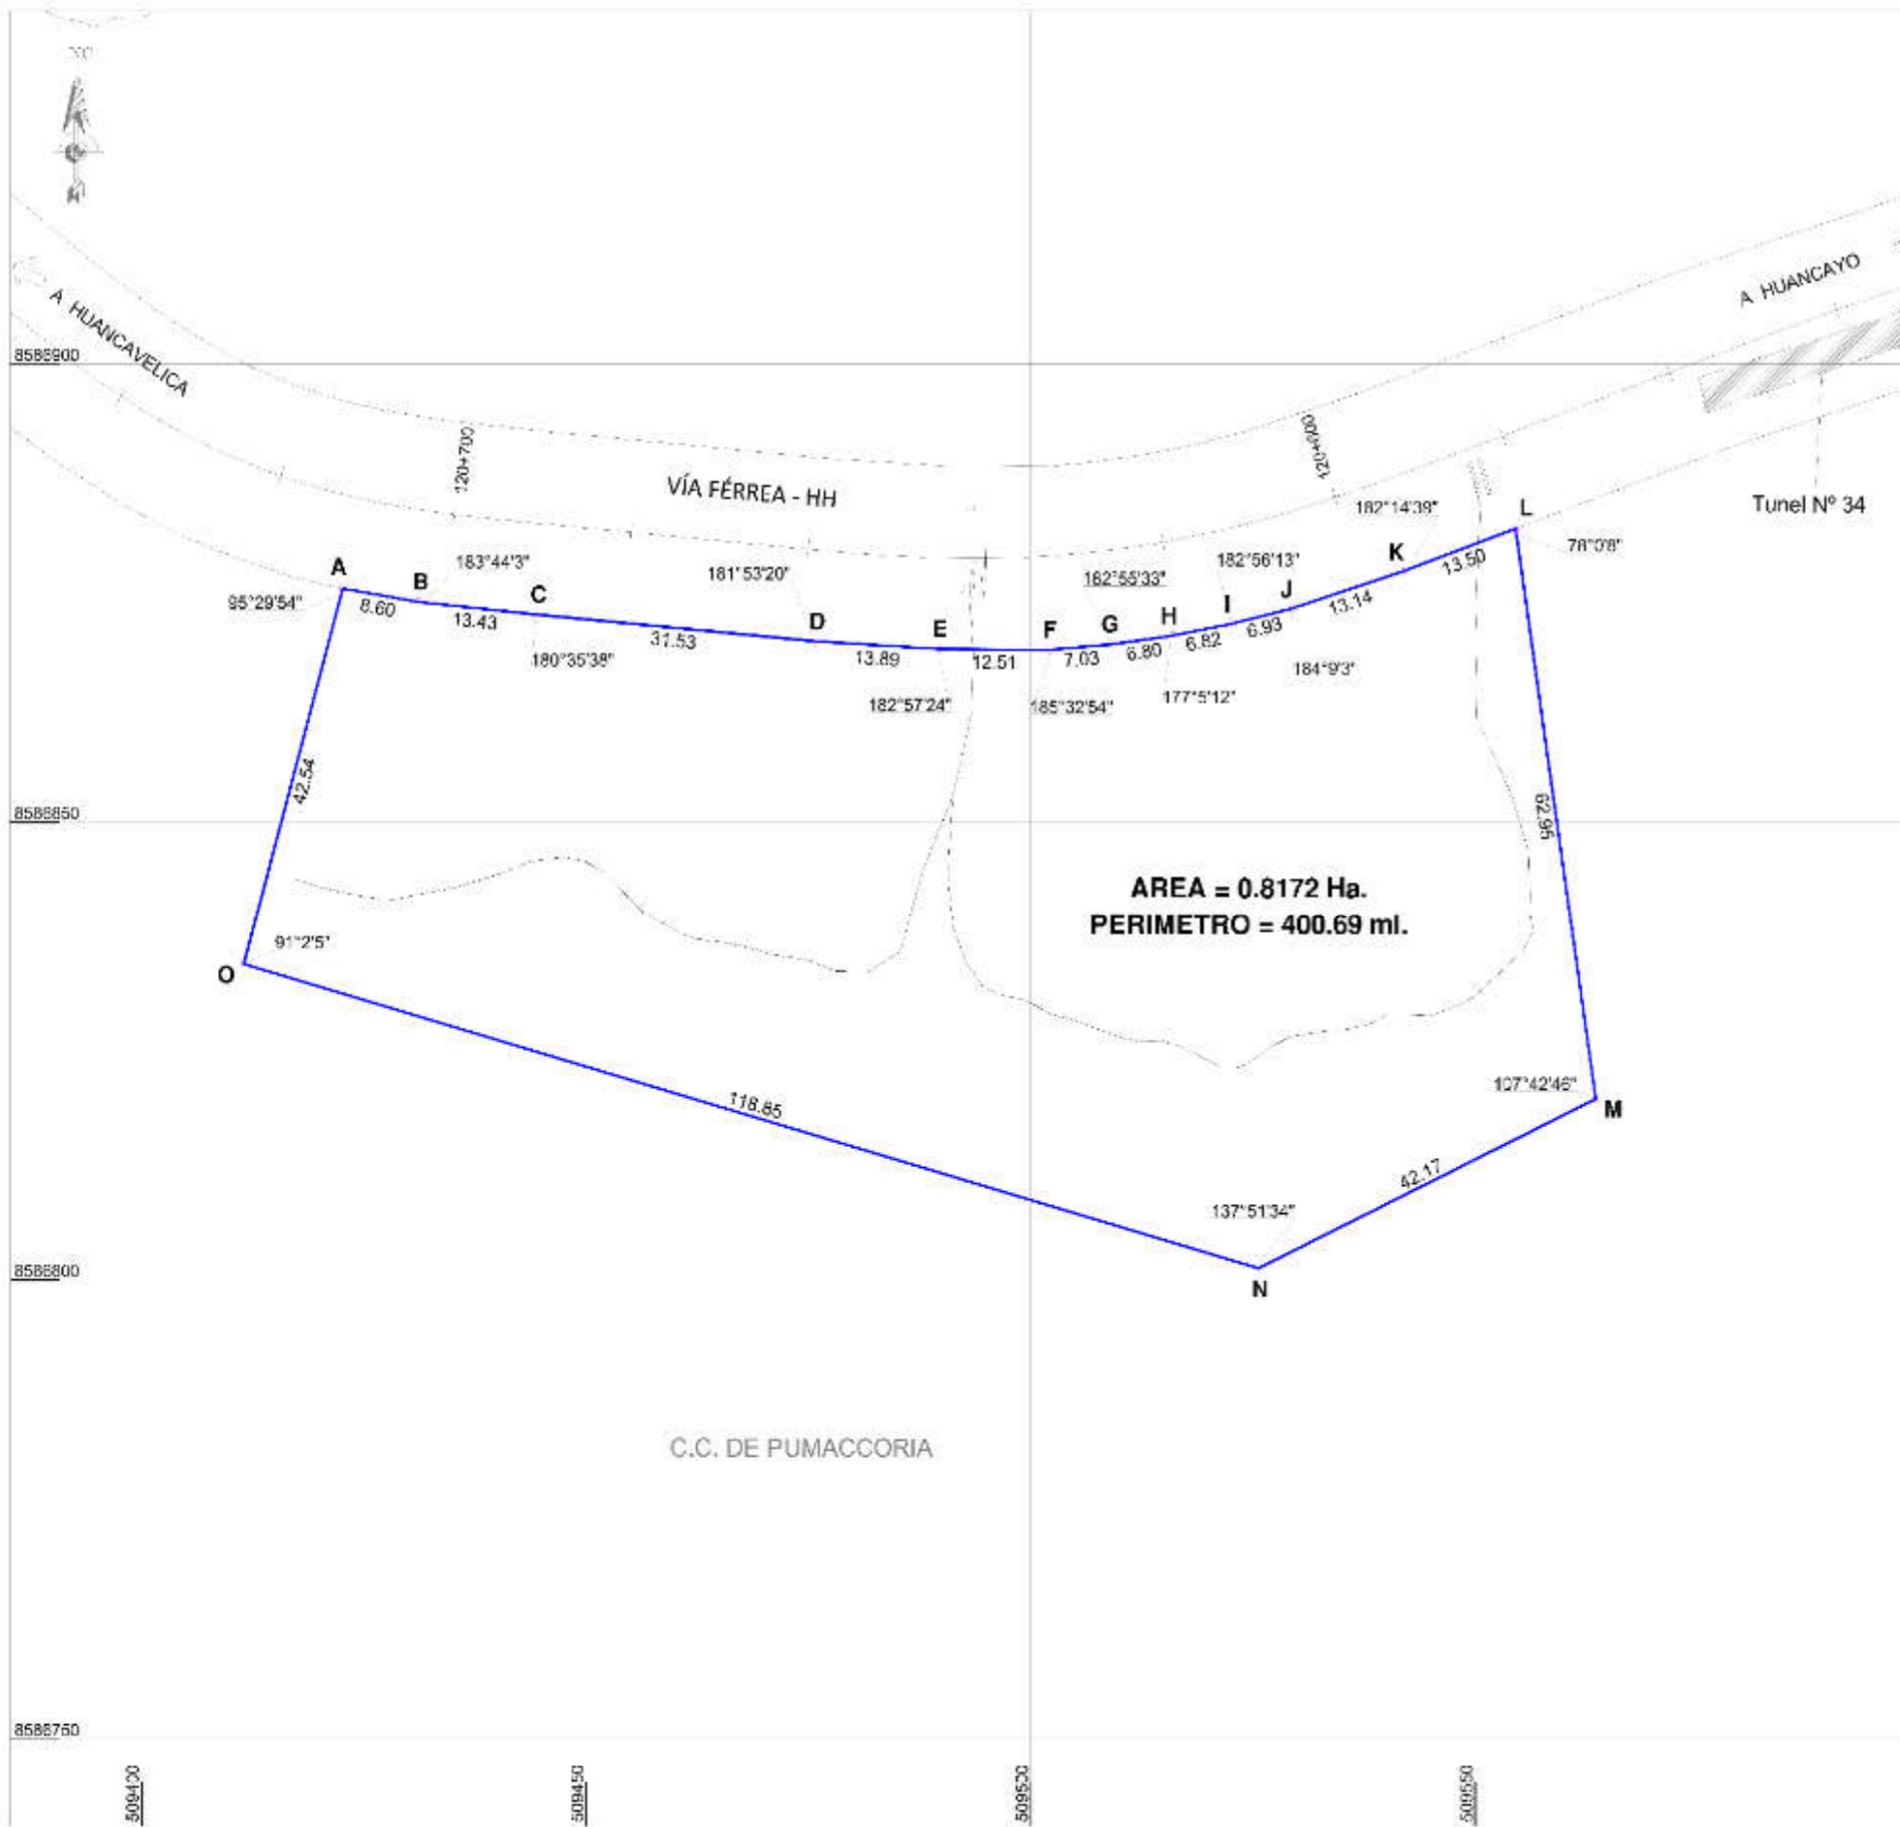 A HUANCAYO
A HUANCAVELICA
8586900
120+700
VÍA FÉRREA - HH
120+600
Tunel Nº 34
182°14'39"
L
78°0'8"
K
13.50
183°44'3"
181°53'20"
182°56'13"
182°55'33"
A
B
C
95°29'54"
8.60
13.43
31.53
D
E
F
G
H
I
J
13.14
180°35'38"
13.89
12.51
7.03
6.80
6.82
6.93
184°9'3"
182°57'24"
185°32'54"
177°5'12"
42.54
8586850
62.95
AREA = 0.8172 Ha.
PERIMETRO = 400.69 ml.
91°2'5"
O
118.85
107°42'46"
M
42.17
137°51'34"
N
8586800
C.C. DE PUMACCORIA
8586750
509400
509450
509500
509550